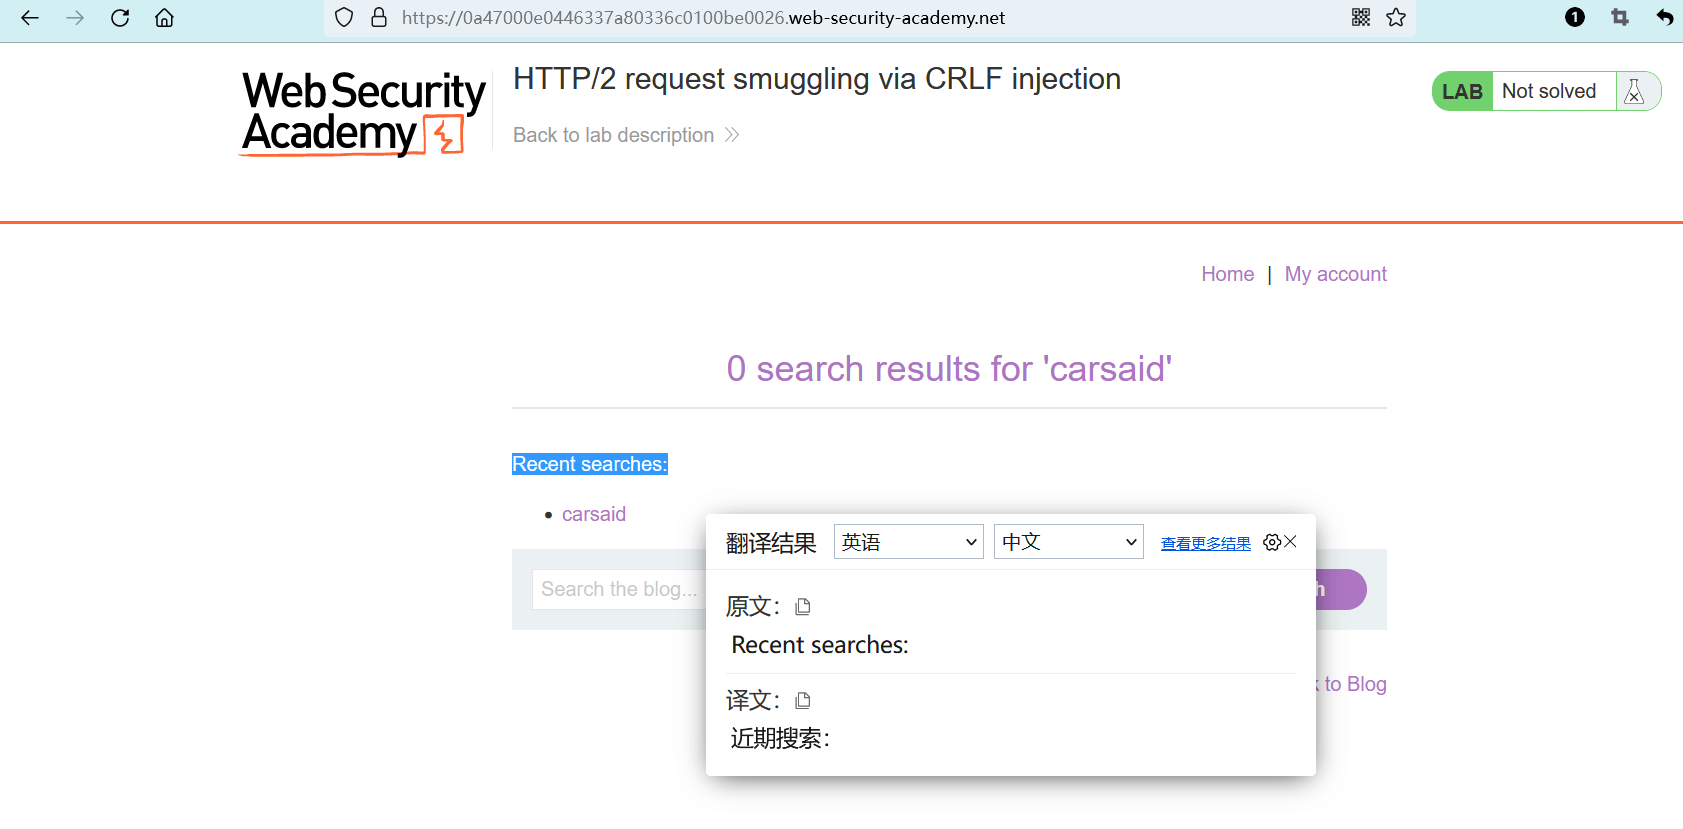 https://0a47000e0446337a80336c0100be0026.web-security-academy.net
1
Web Security
Academy
HTTP/2 request smuggling via CRLF injection
Back to lab description
LAB Not solved
Home | My account
0 search results for 'carsaid'
Recent searches:
carsaid
翻译结果 英语 中文 查看更多结果
Search the blog...
h
原文：
Recent searches:
译文：
to Blog
近期搜索：